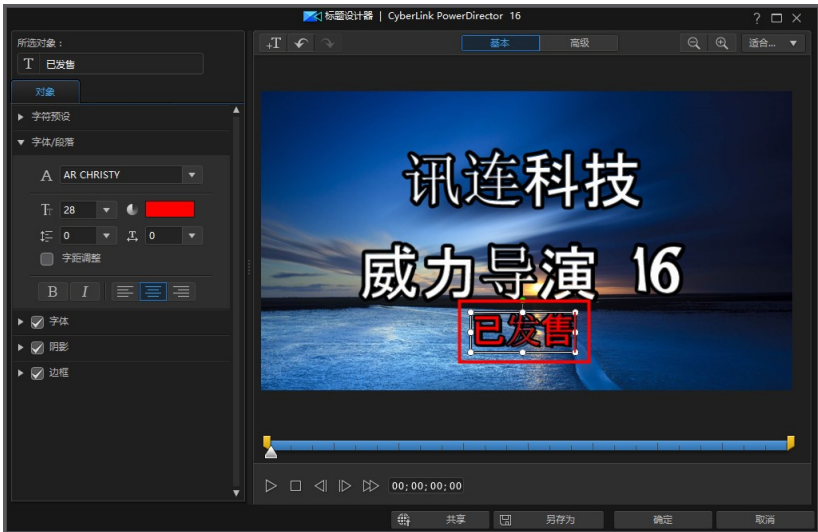 标题设计器 | CyberLink PowerDirector 16
所选对象：
T 已发售
对象
字符预设
字体/段落
A AR CHRISTY
28
0 0
字距调整
B I
字体
阴影
边框
+T 基本 高级 适合...
讯连科技
威力导演 16
已发售
00;00;00;00
共享 另存为 确定 取消